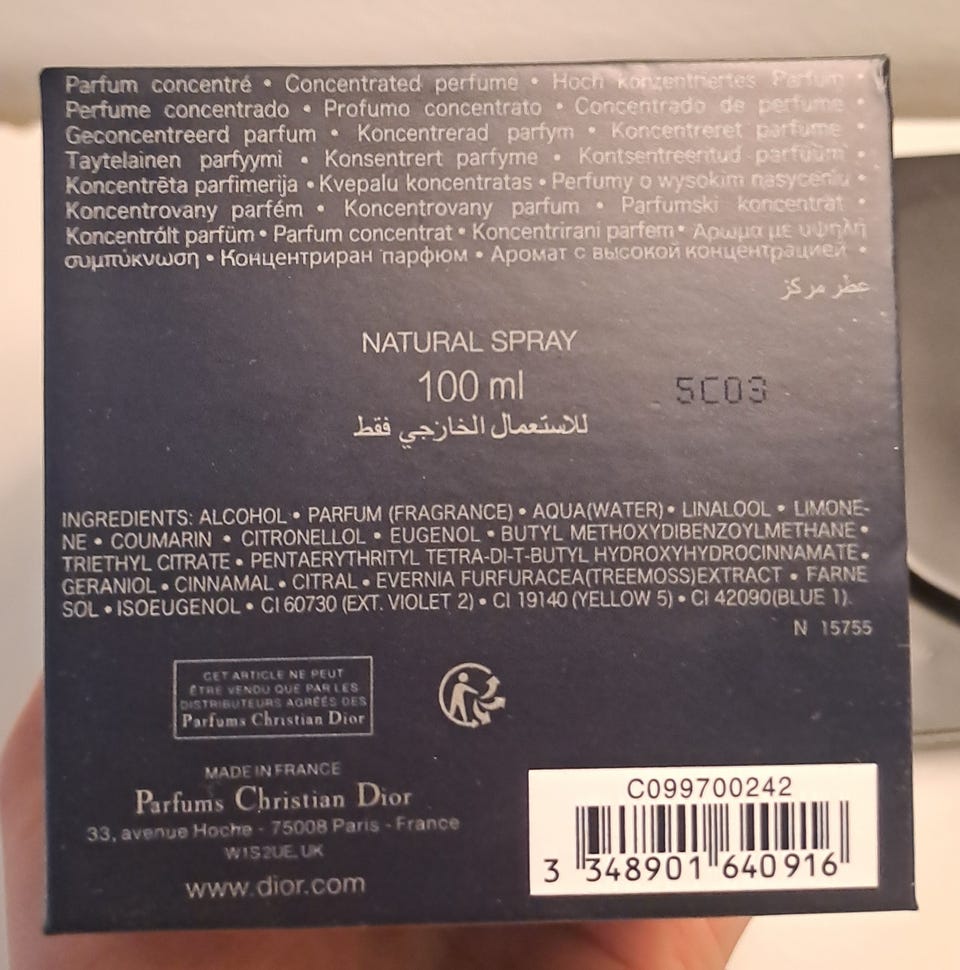 Parfum concentré • Concentrated perfume • Hoch konzentriertes Parfum •
Perfume concentrado • Profumo concentrato • Concentrado de perfume •
Geconcentreerd parfum • Koncentrerad parfym • Koncentreret parfume •
Taytelainen parfyymi • Konsentrert parfyme • Kontsentreeritud parfüüm •
Koncentrēta parfimerija • Kvepalu koncentratas • Perfumy o wysokim nasyceniu •
Koncentrovany parfém • Koncentrovany parfum • Parfumski koncentrat •
Koncentrált parfüm • Parfum concentrat • Koncentrirani parfem • Άρωμα με υψηλή
συμπύκνωση • Концентриран парфюм • Аромат с высокой концентрацией •
عطر مركز
NATURAL SPRAY
100 ml
5C03
للاستعمال الخارجي فقط
INGREDIENTS: ALCOHOL • PARFUM (FRAGRANCE) • AQUA(WATER) • LINALOOL • LIMONE-
NE • COUMARIN • CITRONELLOL • EUGENOL • BUTYL METHOXYDIBENZOYLMETHANE •
TRIETHYL CITRATE • PENTAERYTHRITYL TETRA-DI-T-BUTYL HYDROXYHYDROCINNAMATE •
GERANIOL • CINNAMAL • CITRAL • EVERNIA FURFURACEA(TREEMOSS)EXTRACT • FARNE
SOL • ISOEUGENOL • CI 60730 (EXT. VIOLET 2) • CI 19140 (YELLOW 5) • CI 42090(BLUE 1).
N 15755
CET ARTICLE NE PEUT
ÊTRE VENDU QUE PAR LES
DISTRIBUTEURS AGRÉÉS DES
Parfums Christian Dior
MADE IN FRANCE
Parfums Christian Dior
33, avenue Hoche - 75008 Paris - France
W1S 2UE, UK
www.dior.com
C099700242
3 348901 640916